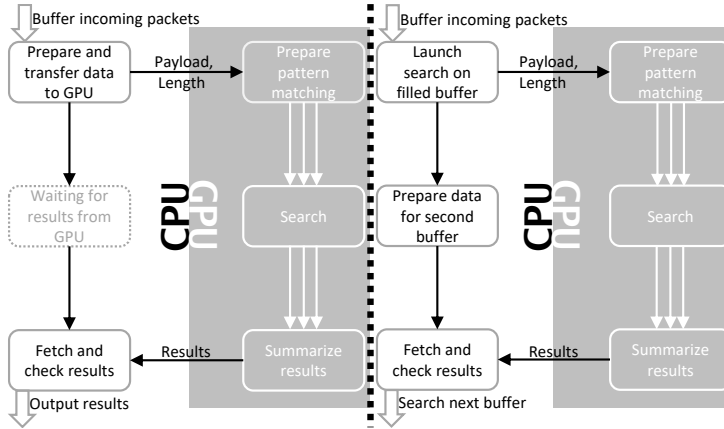 Buffer incoming packets
Prepare and
transfer data
to GPU
Payload,
Length
Prepare
pattern
matching
Waiting for
results from
GPU
CPU
GPU
Search
Fetch and
check results
Results
Summarize
results
Output results
Buffer incoming packets
Launch
search on
filled buffer
Payload,
Length
Prepare
pattern
matching
Prepare data
for second
buffer
CPU
GPU
Search
Fetch and
check results
Results
Summarize
results
Search next buffer